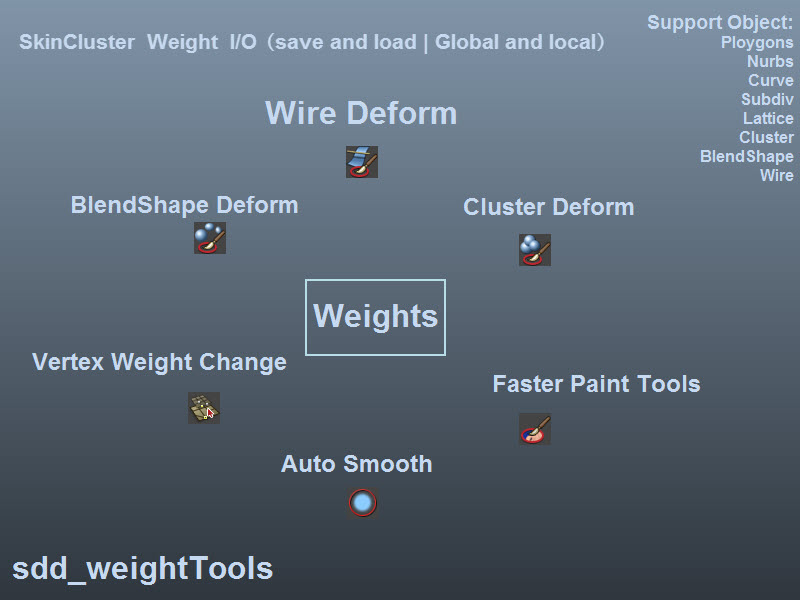 SkinCluster Weight I/O (save and load | Global and local)
Support Object:
Ploygons
Nurbs
Curve
Subdiv
Lattice
Cluster
BlendShape
Wire
Wire Deform
BlendShape Deform
Cluster Deform
Weights
Vertex Weight Change
Faster Paint Tools
Auto Smooth
sdd_weightTools